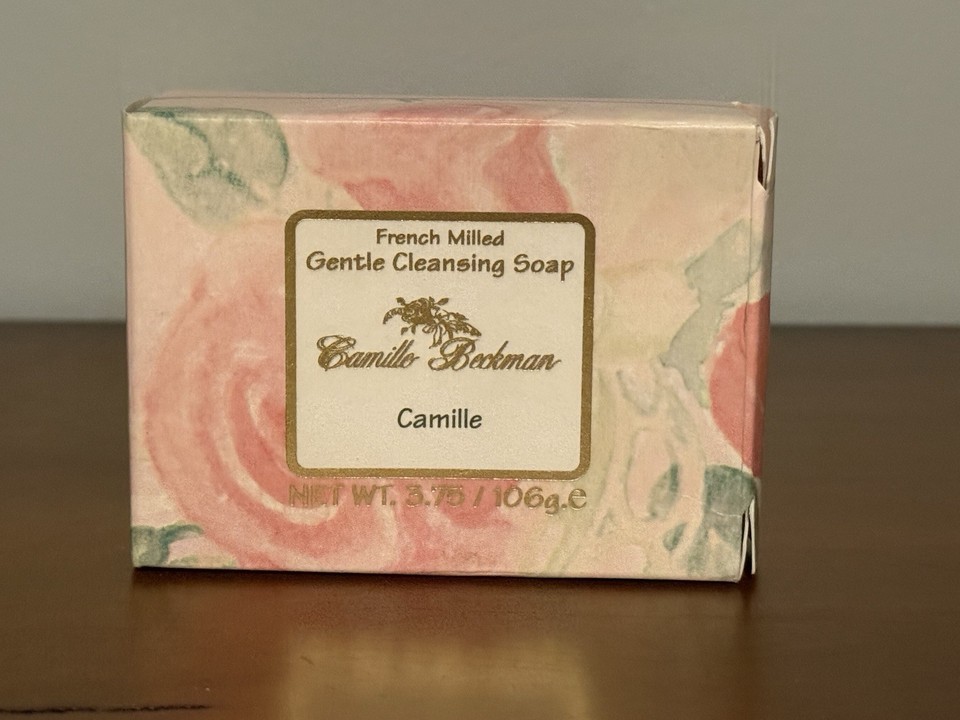 French Milled
Gentle Cleansing Soap
Camille Beckman
Camille
NET WT. 3.75 / 106g.e